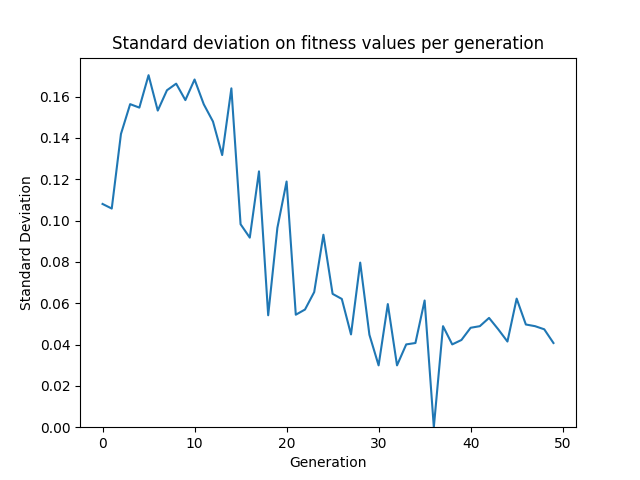 Standard deviation on fitness values per generation
0.16
0.14
0.12
0.10
0.08
0.06
0.04
0.02
0.00
Standard Deviation
0 10 20 30 40 50
Generation